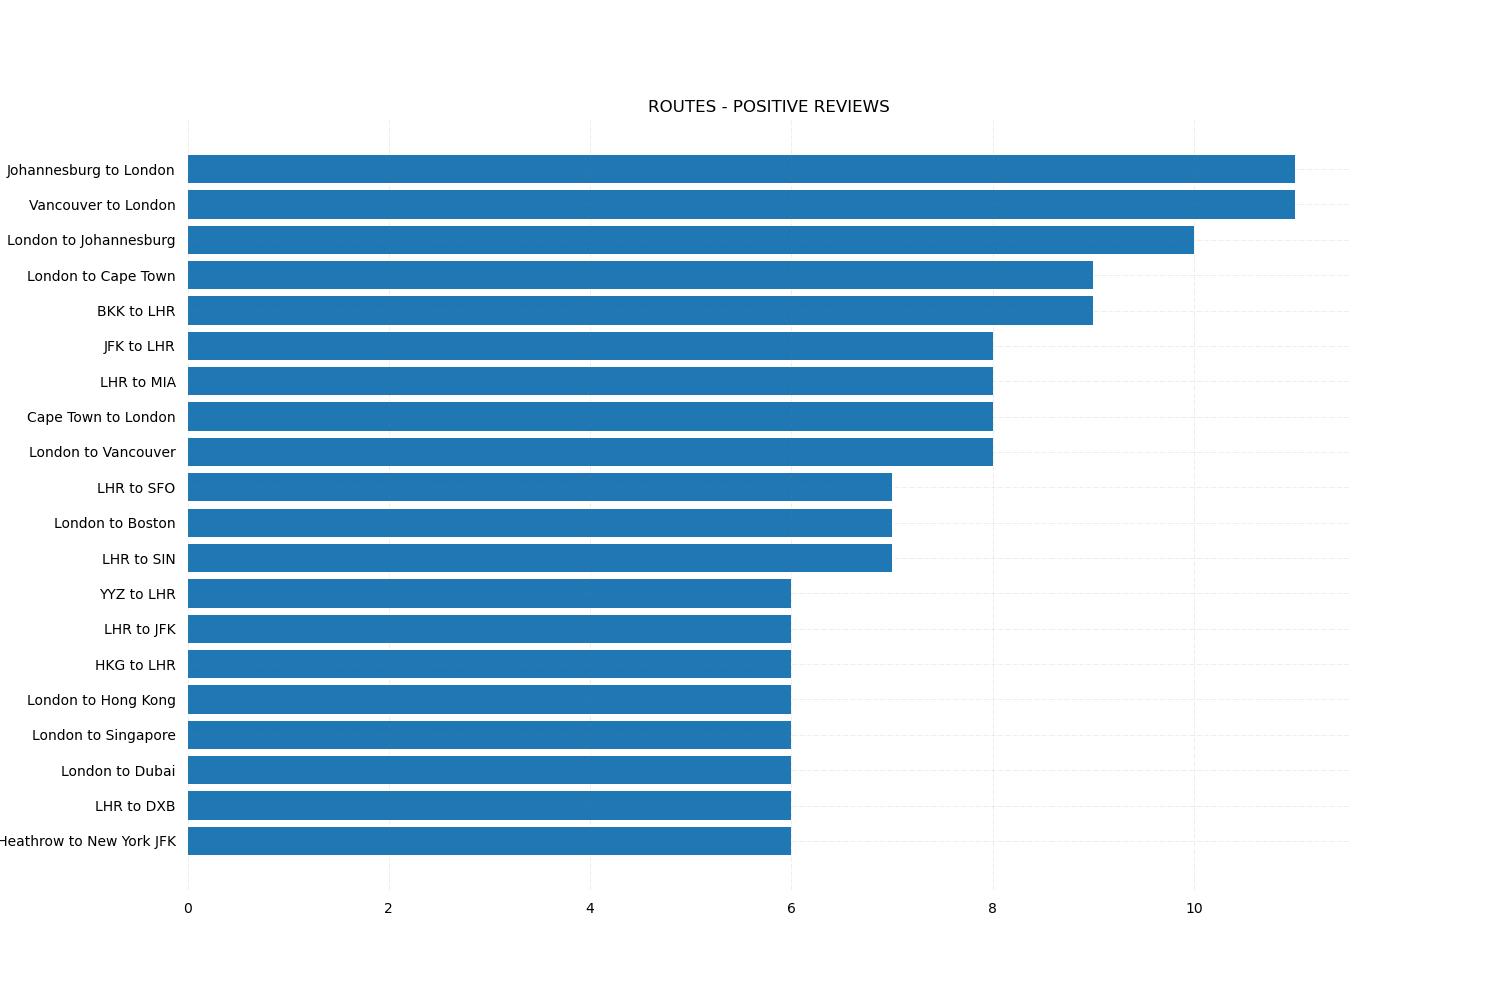 ROUTES - POSITIVE REVIEWS
Johannesburg to London
Vancouver to London
London to Johannesburg
London to Cape Town
BKK to LHR
JFK to LHR
LHR to MIA
Cape Town to London
London to Vancouver
LHR to SFO
London to Boston
LHR to SIN
YYZ to LHR
LHR to JFK
HKG to LHR
London to Hong Kong
London to Singapore
London to Dubai
LHR to DXB
Heathrow to New York JFK
0 2 4 6 8 10